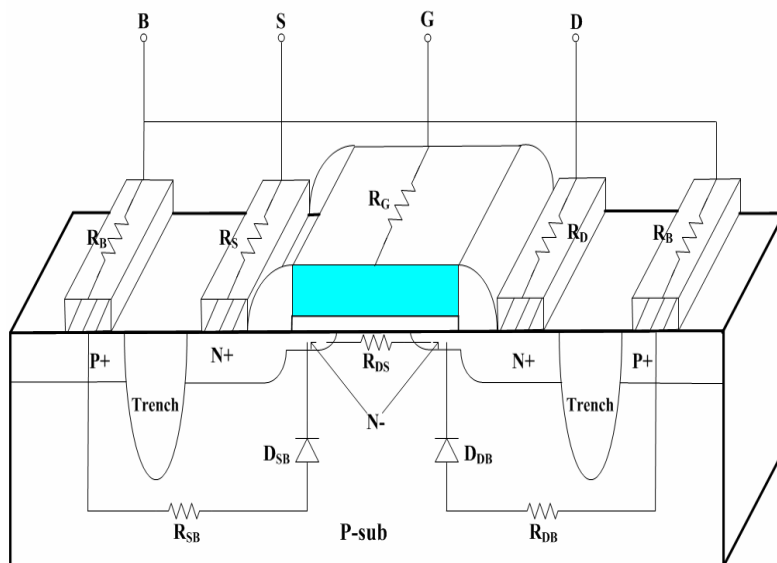 B S G D
R_B R_S R_G R_D R_B
P+ N+ R_DS N+ P+
Trench N- Trench
D_SB D_DB
R_SB R_DB
P-sub